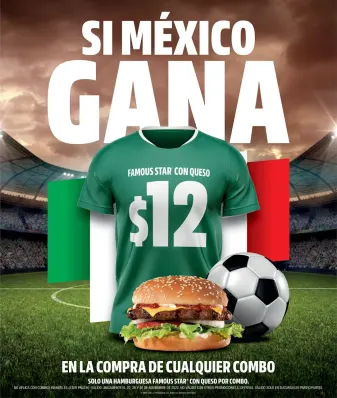 SI MÉXICO
GANA
FAMOUS STAR® CON QUESO
$12
EN LA COMPRA DE CUALQUIER COMBO
SOLO UNA HAMBURGUESA FAMOUS STAR® CON QUESO POR COMBO.